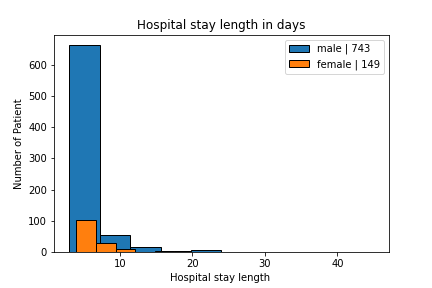 Hospital stay length in days
male | 743
female | 149
Number of Patient
600
500
400
300
200
100
0
10
20
30
40
Hospital stay length